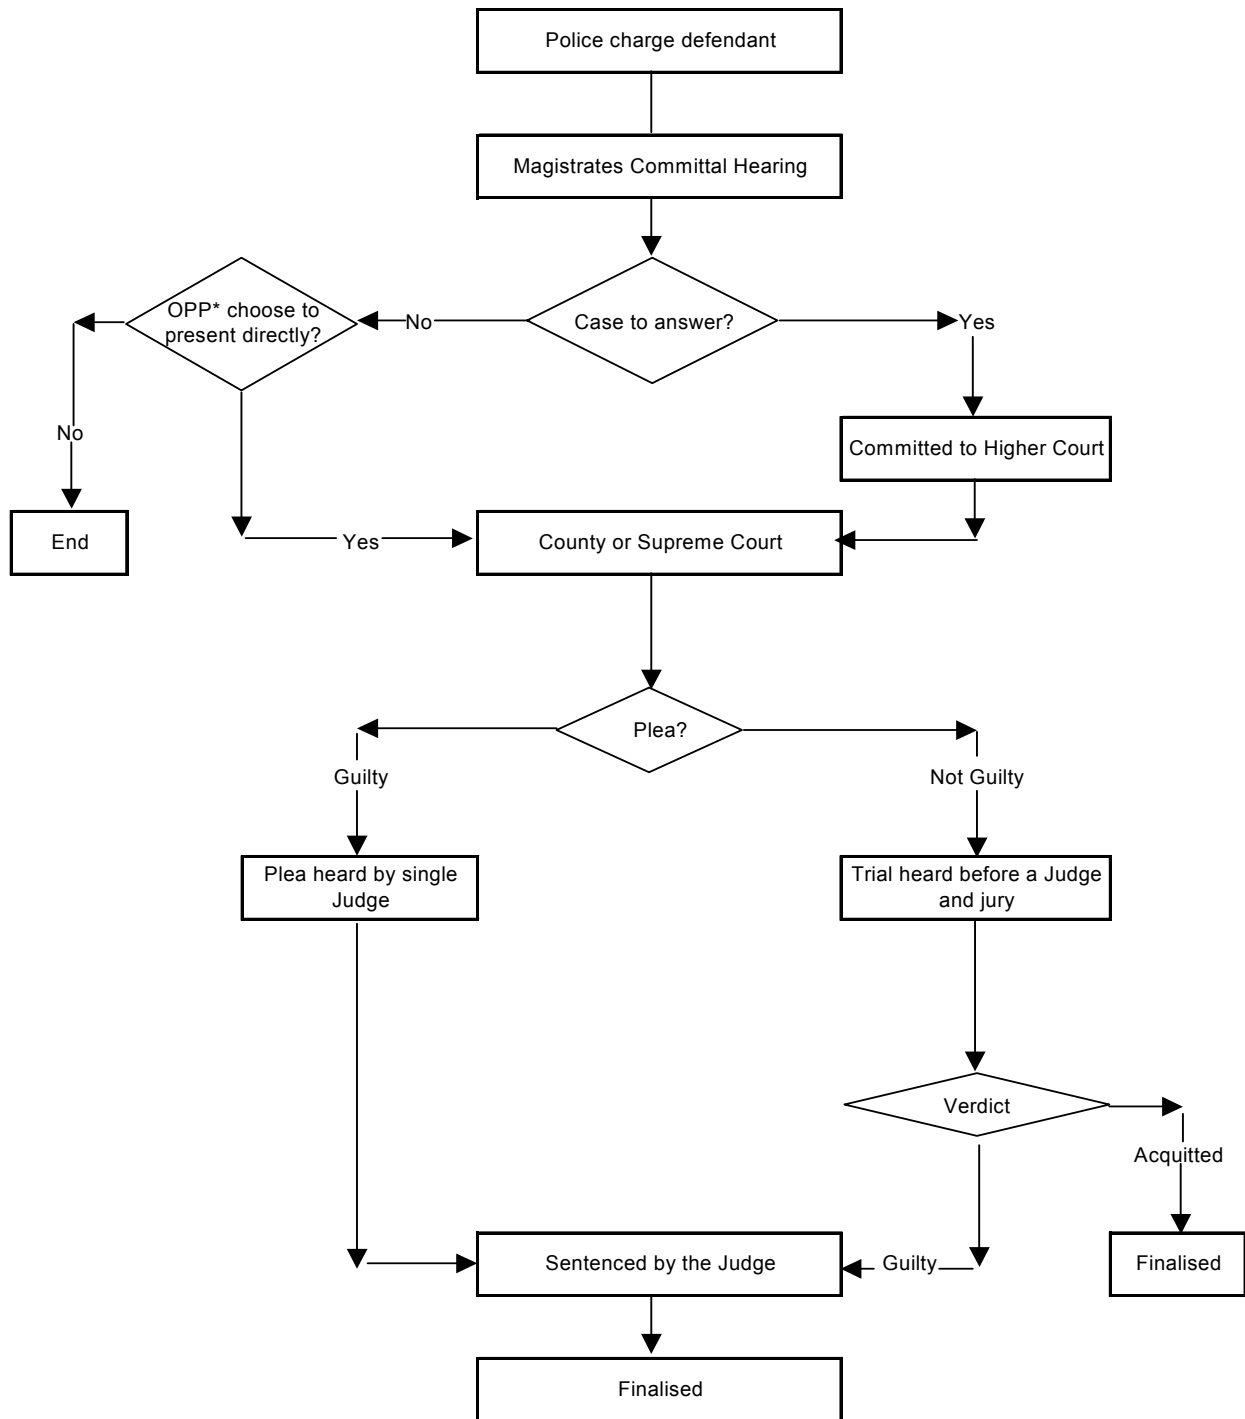 Police charge defendant
Magistrates Committal Hearing
OPP* choose to
present directly?
No
Case to answer?
Yes
No
Committed to Higher Court
End
Yes
County or Supreme Court
Plea?
Guilty
Not Guilty
Plea heard by single
Judge
Trial heard before a Judge
and jury
Verdict
Acquitted
Sentenced by the Judge
Guilty
Finalised
Finalised